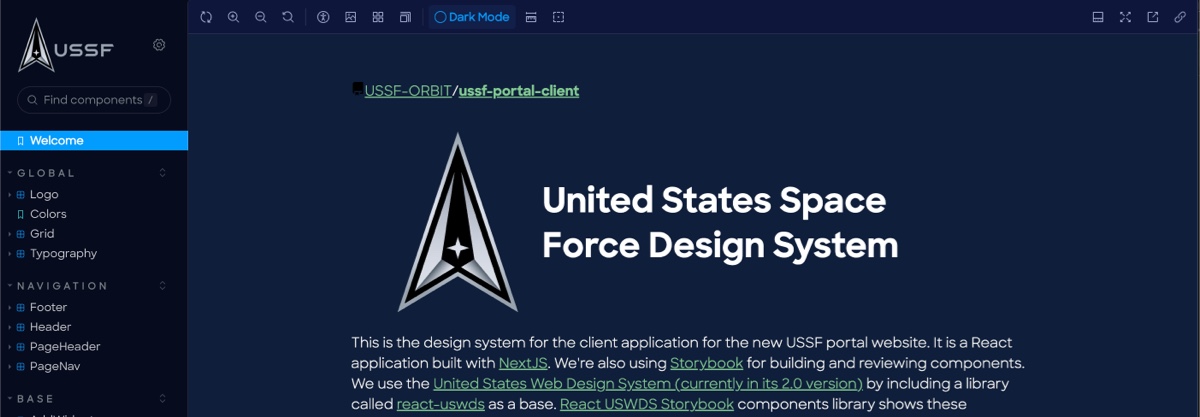 USSF
Find components /
Welcome
GLOBAL
Logo
Colors
Grid
Typography
NAVIGATION
Footer
Header
PageHeader
PageNav
BASE
Dark Mode
USSF-ORBIT/ussf-portal-client
United States Space
Force Design System
This is the design system for the client application for the new USSF portal website. It is a React
application built with NextJS. We're also using Storybook for building and reviewing components.
We use the United States Web Design System (currently in its 2.0 version) by including a library
called react-uswds as a base. React USWDS Storybook components library shows these